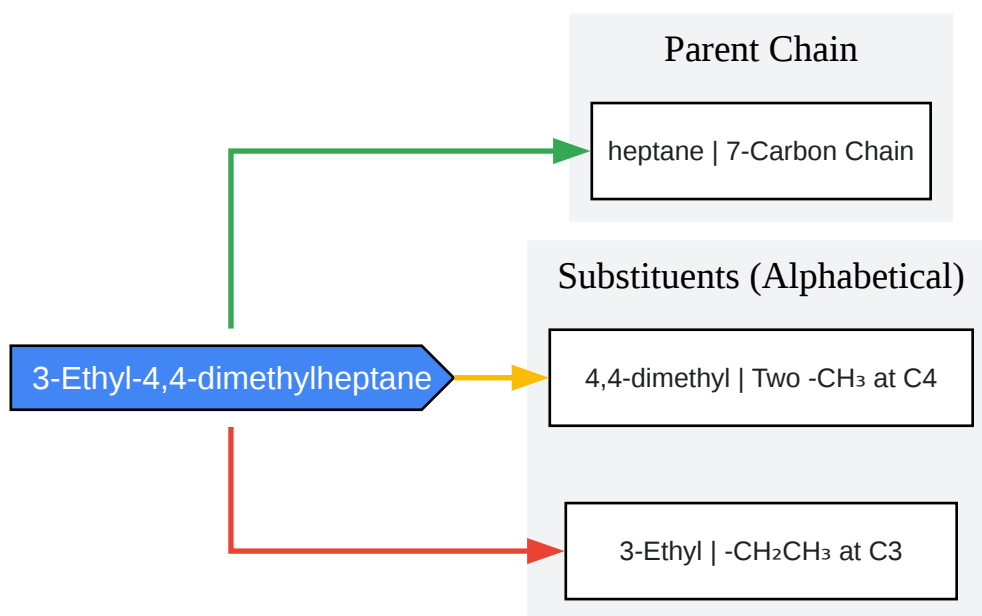 Parent Chain
heptane | 7-Carbon Chain
Substituents (Alphabetical)
3-Ethyl-4,4-dimethylheptane
4,4-dimethyl | Two -CH₃ at C4
3-Ethyl | -CH₂CH₃ at C3